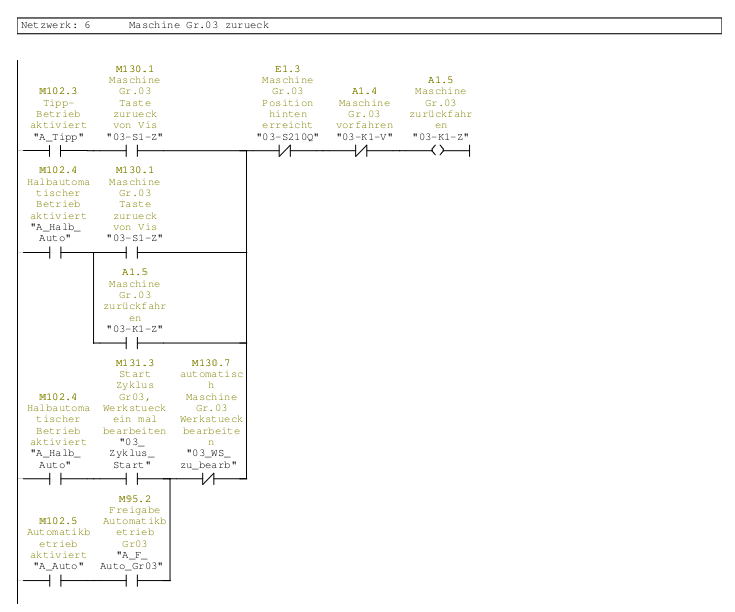 Netzwerk: 6 Maschine Gr.03 zurueck
M102.3
Tipp-
Betrieb
aktiviert
"A_Tipp"
M130.1
Maschine
Gr.03
Taste
zurueck
von Vis
"03-S1-Z"
E1.3
Maschine
Gr.03
Position
hinten
erreicht
"03-S210Q"
A1.4
Maschine
Gr.03
vorfahren
"03-K1-V"
A1.5
Maschine
Gr.03
zurückfahr
en
"03-K1-Z"
M102.4
Halbautoma
tischer
Betrieb
aktiviert
"A_Halb_
Auto"
M130.1
Maschine
Gr.03
Taste
zurueck
von Vis
"03-S1-Z"
A1.5
Maschine
Gr.03
zurückfahr
en
"03-K1-Z"
M102.4
Halbautoma
tischer
Betrieb
aktiviert
"A_Halb_
Auto"
M131.3
Start
Zyklus
Gr03,
Werkstueck
ein mal
bearbeiten
"03_
Zyklus_
Start"
M130.7
automatisc
h
Maschine
Gr.03
Werkstueck
bearbeite
n
"03_WS_
zu_bearb"
M102.5
Automatikb
etrieb
aktiviert
"A_Auto"
M95.2
Freigabe
Automatikb
etrieb
Gr03
"A_F_
Auto_Gr03"